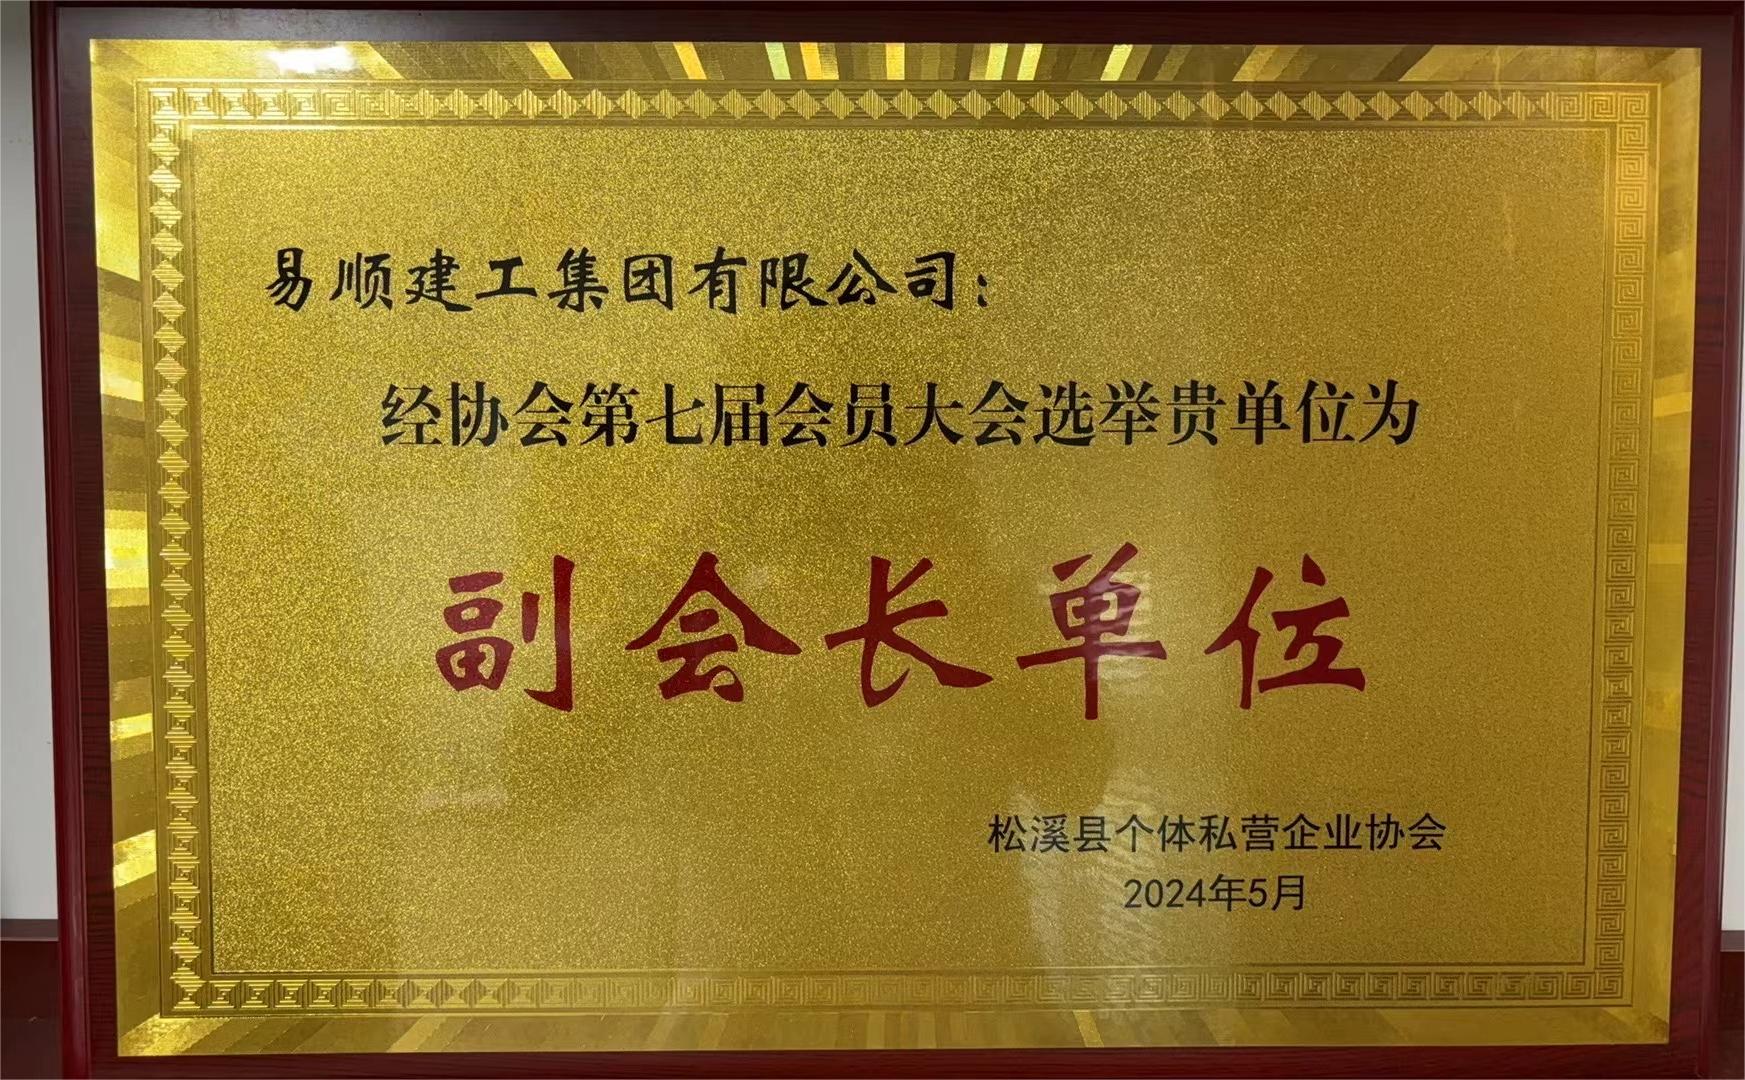 易顺建工集团有限公司：
经协会第七届会员大会选举贵单位为
副会长单位
松溪县个体私营企业协会
2024年5月